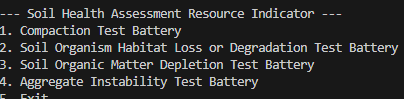 --- Soil Health Assessment Resource Indicator ---
1. Compaction Test Battery
2. Soil Organism Habitat Loss or Degradation Test Battery
3. Soil Organic Matter Depletion Test Battery
4. Aggregate Instability Test Battery
5. Exit